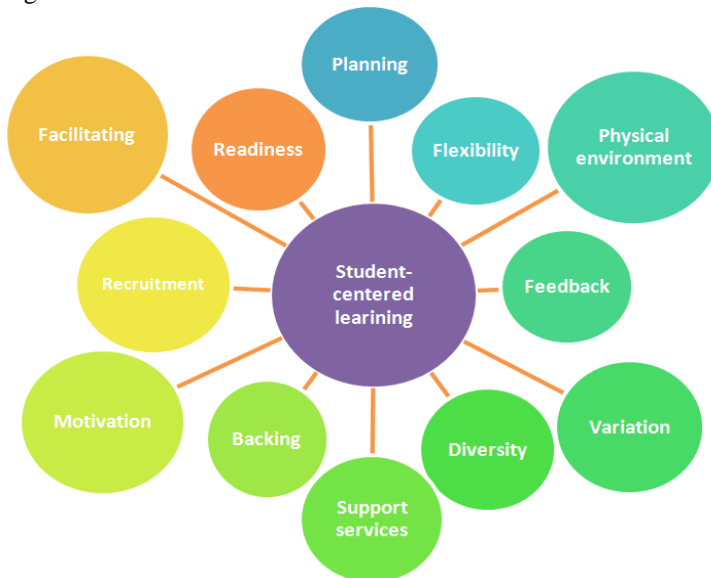 Planning
Facilitating
Readiness
Flexibility
Physical
environment
Student-
centered
learining
Recruitment
Feedback
Motivation
Backing
Diversity
Variation
Support
services